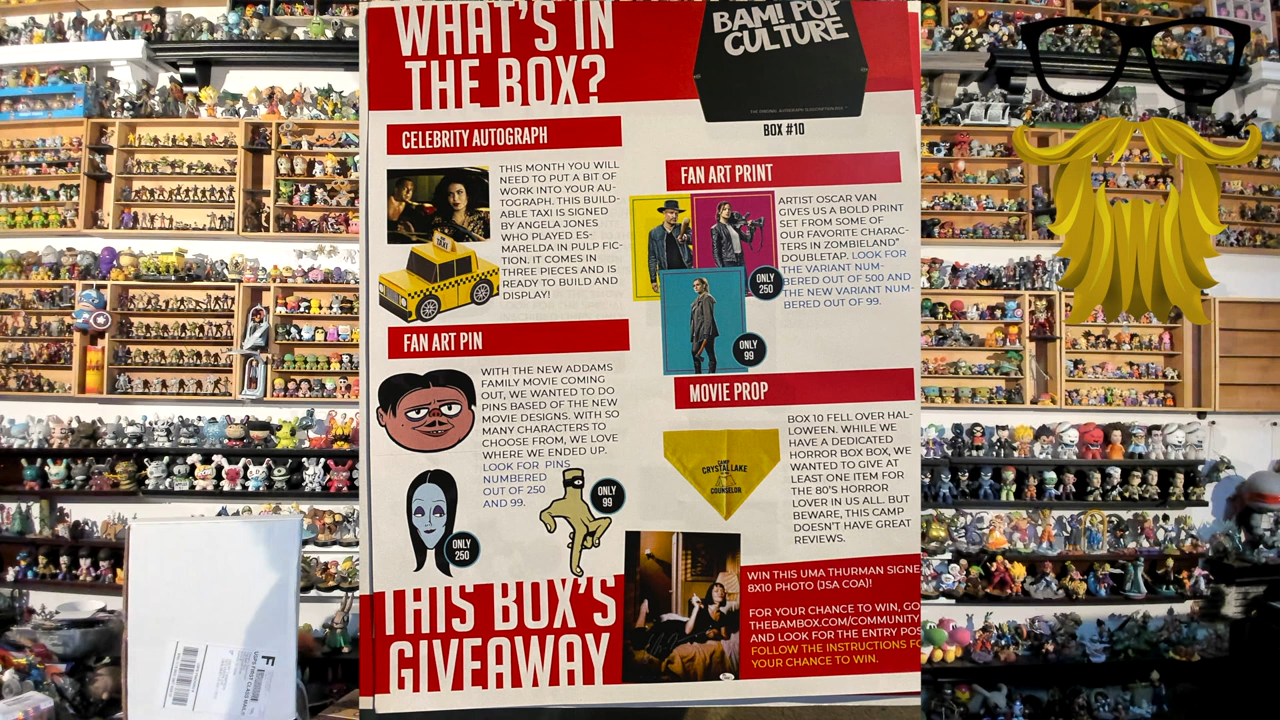 WHAT'S IN
THE BOX?
BAM! POP
CULTURE
THE ORIGINAL AUTOGRAPH SUBSCRIPTION BOX
BOX #10
CELEBRITY AUTOGRAPH
THIS MONTH YOU WILL
NEED TO PUT A BIT OF
WORK INTO YOUR AU-
TOGRAPH. THIS BUILD-
ABLE TAXI IS SIGNED
BY ANGELA JONES
WHO PLAYED ES-
MARELDA IN PULP FIC-
TION. IT COMES IN
THREE PIECES AND IS
READY TO BUILD AND
DISPLAY!
TAXI
FAN ART PRINT
ARTIST OSCAR VAN
GIVES US A BOLD PRINT
SET FROM SOME OF
OUR FAVORITE CHARAC-
TERS IN ZOMBIELAND"
DOUBLETAP. LOOK FOR
THE VARIANT NUM-
BERED OUT OF 500 AND
THE NEW VARIANT NUM-
BERED OUT OF 99.
ONLY
250
ONLY
99
FAN ART PIN
WITH THE NEW ADDAMS
FAMILY MOVIE COMING
OUT, WE WANTED TO DO
PINS BASED OF THE NEW
MOVIE DESIGNS. WITH SO
MANY CHARACTERS TO
CHOOSE FROM, WE LOVE
WHERE WE ENDED UP.
LOOK FOR PINS
NUMBERED
OUT OF 250
AND 99.
ONLY
99
ONLY
250
MOVIE PROP
BOX 10 FELL OVER HAL-
LOWEEN. WHILE WE
HAVE A DEDICATED
HORROR BOX BOX, WE
WANTED TO GIVE AT
LEAST ONE ITEM FOR
THE 80'S HORROR
LOVER IN US ALL. BUT
BEWARE, THIS CAMP
DOESN'T HAVE GREAT
REVIEWS.
CAMP
CRYSTAL LAKE
COUNSELOR
THIS BOX'S
GIVEAWAY
WIN THIS UMA THURMAN SIGNE
8X10 PHOTO (JSA COA)!
FOR YOUR CHANCE TO WIN, GO
THEBAMBOX.COM/COMMUNITY
AND LOOK FOR THE ENTRY POS
FOLLOW THE INSTRUCTIONS FO
YOUR CHANCE TO WIN.
F
USPS FIRST-CLASS MAIL